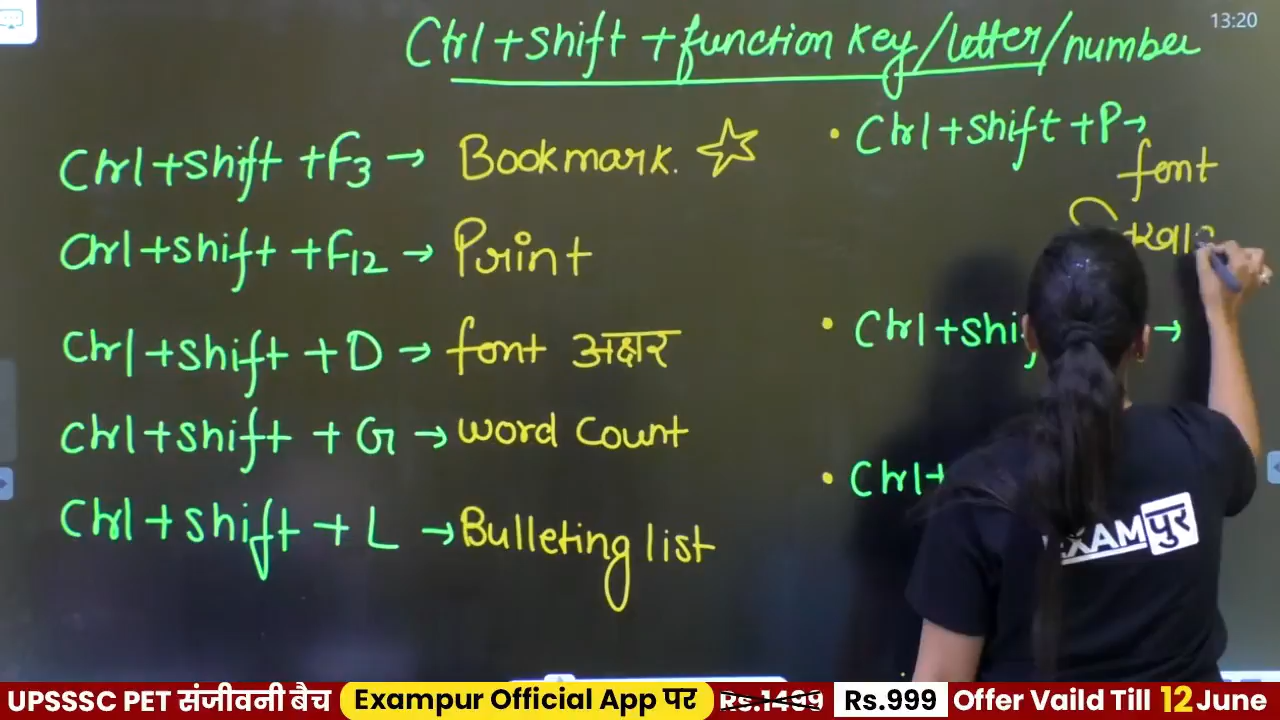 13:20
Ctrl+shift+function key/letter/number
Ctrl+shift+F3→ Bookmark.
Ctrl+shift+F12→ Print
Ctrl+shift+D→ font अक्षर
Ctrl+shift+G→ word count
Ctrl+shift+L→ Bulleting list
• Ctrl+shift+P→
font
• Ctrl+shi →
• Ctrl+
EXAMपुर
UPSSSC PET संजीवनी बैच Exampur Official App पर Rs.1499 Rs.999 Offer Vaild Till 12 June